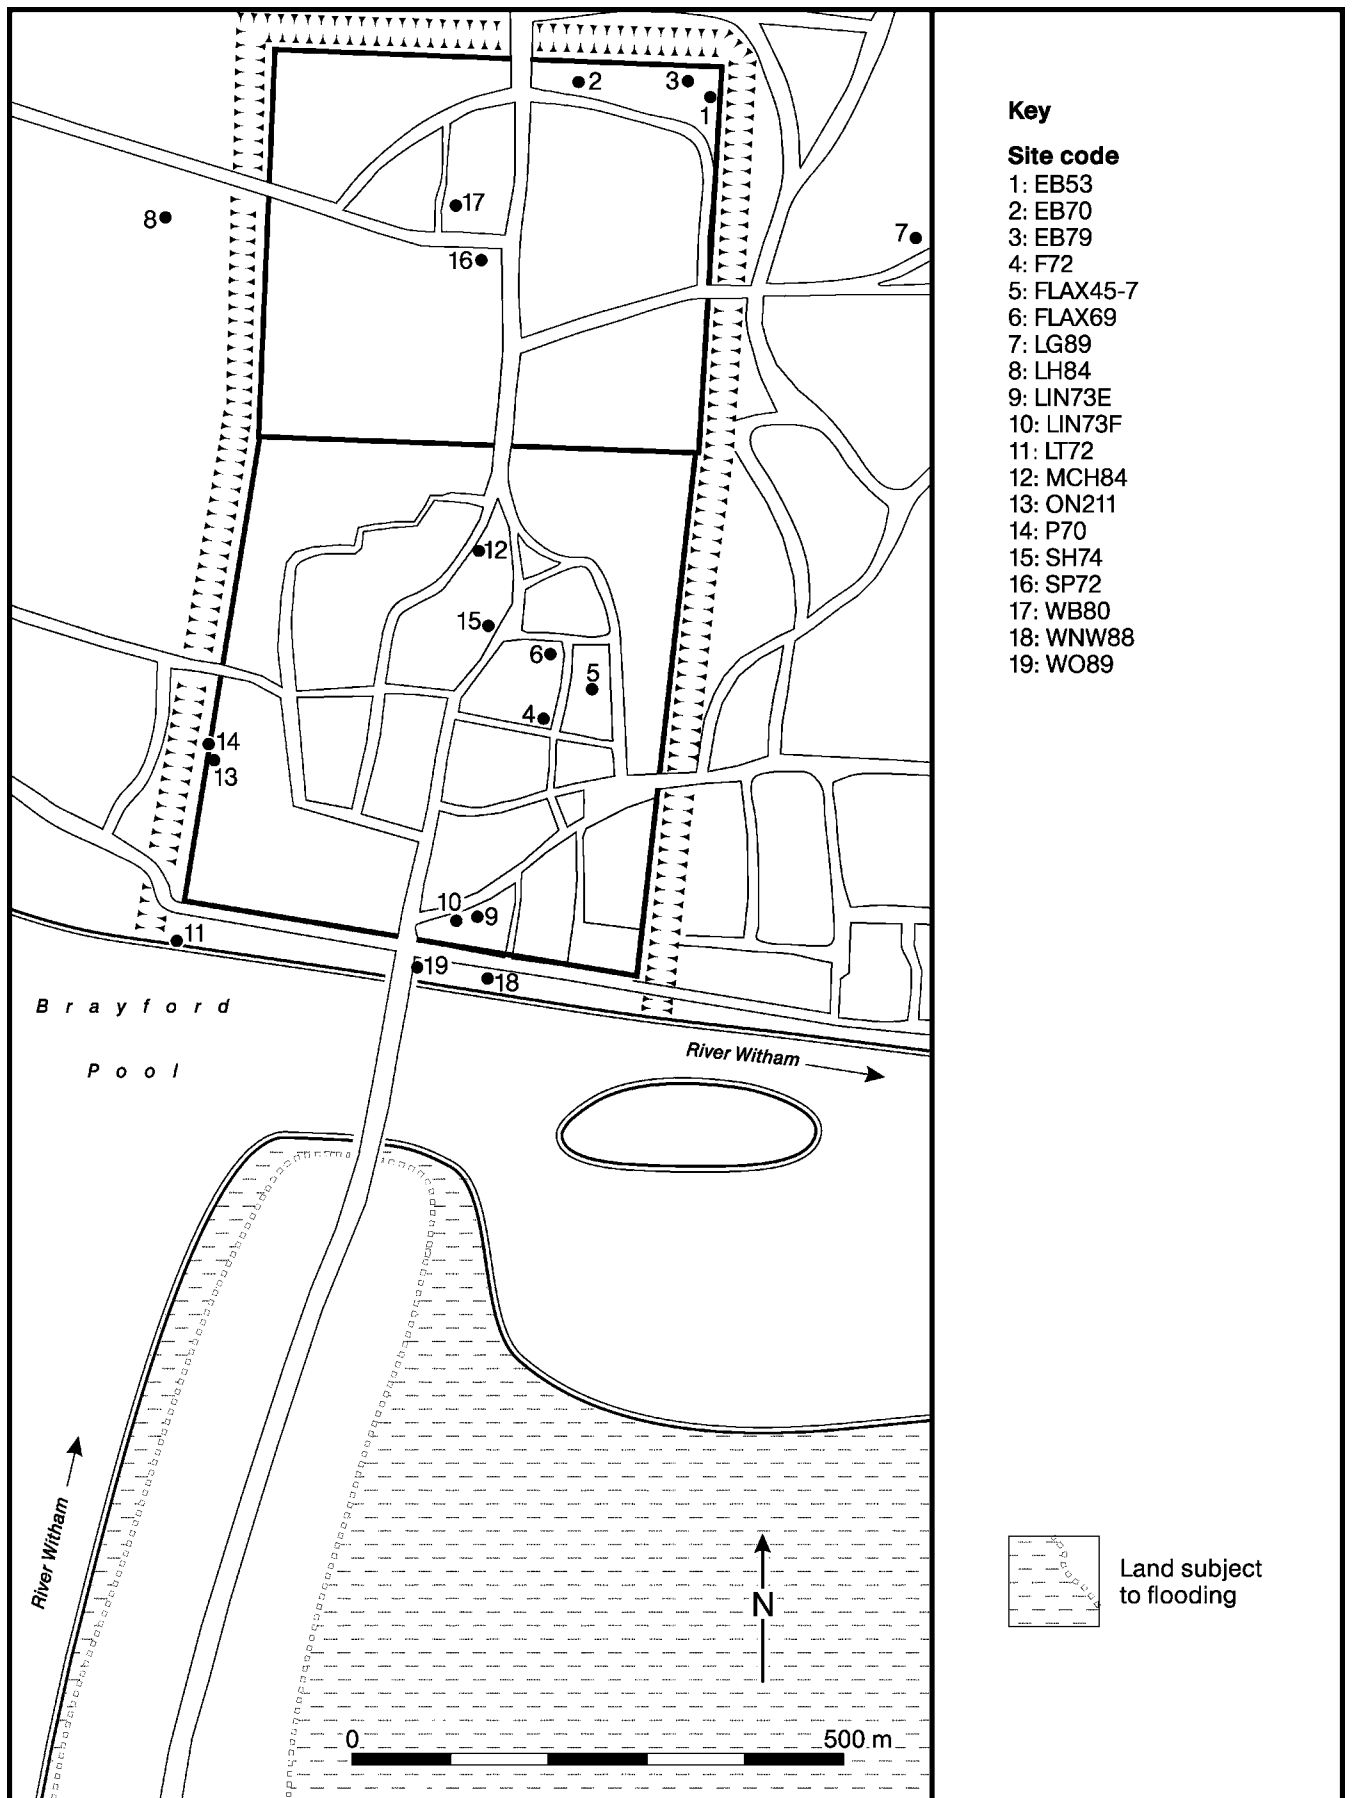 2
3
1
17
8
7
16
12
15
6
5
4
14
13
10
9
11
19
18
Brayford
Pool
River Witham
River Witham
N
0
500 m
Key
Site code
1: EB53
2: EB70
3: EB79
4: F72
5: FLAX45-7
6: FLAX69
7: LG89
8: LH84
9: LIN73E
10: LIN73F
11: LT72
12: MCH84
13: ON211
14: P70
15: SH74
16: SP72
17: WB80
18: WNW88
19: WO89
Land subject
to flooding